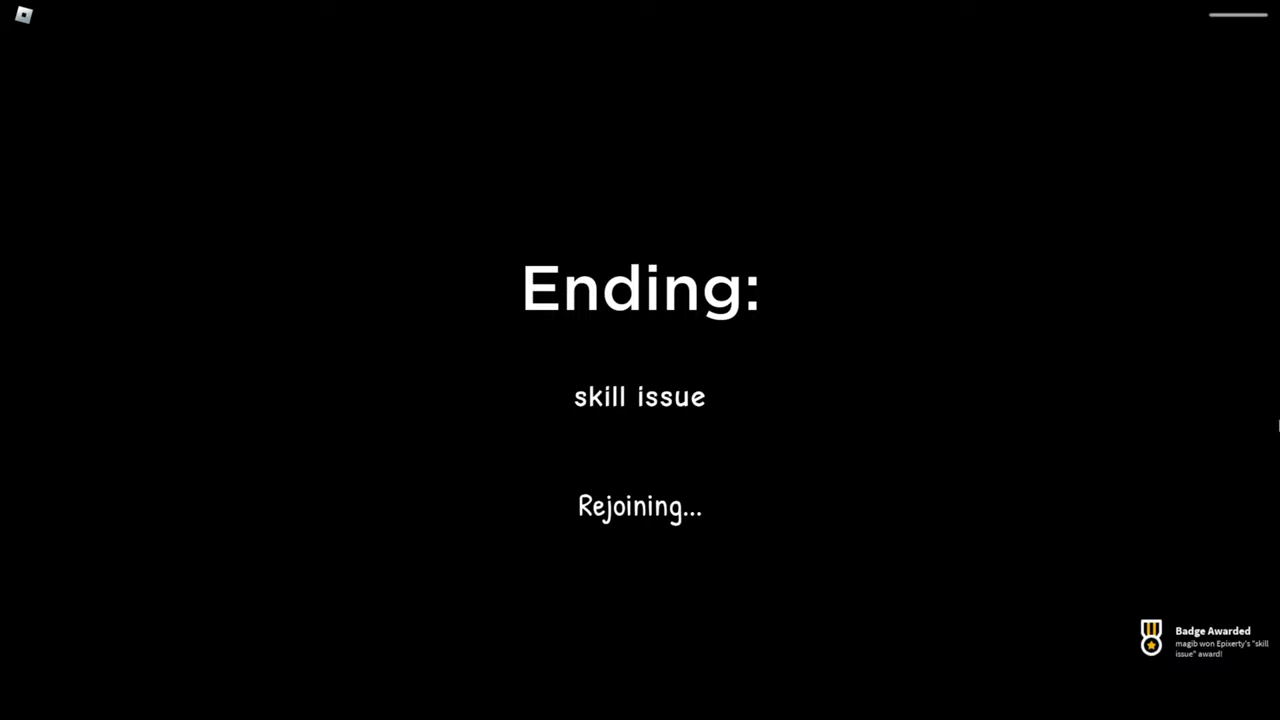 Ending:
skill issue
Rejoining...
Badge Awarded
magib won Epixerty's "skill
issue" award!